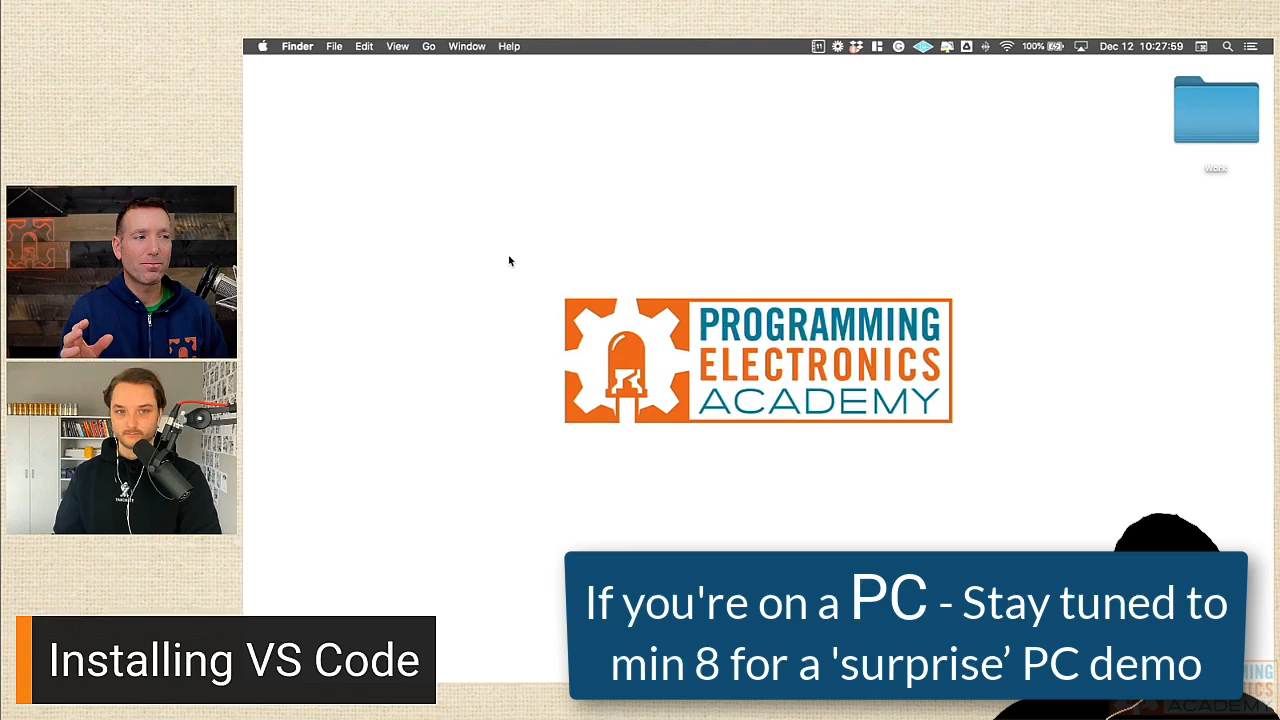 Finder File Edit View Go Window Help
100% Dec 12 10:27:59
Work
PROGRAMMING
ELECTRONICS
ACADEMY
If you're on a PC - Stay tuned to
min 8 for a 'surprise’ PC demo
Installing VS Code